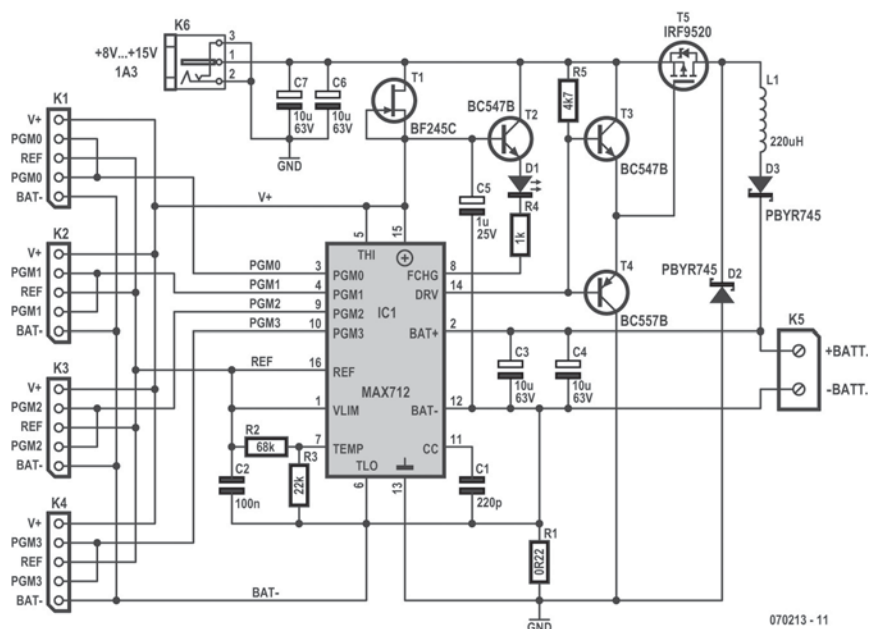 K6
3
1
2
+8V...+15V
1A3
C7
10u
63V
C6
10u
63V
GND
T1
BF245C
BC547B
T2
D1
R4
1k
C5
1u
25V
R5
4k7
T3
BC547B
T4
BC557B
T5
IRF9520
L1
220uH
D3
PBYR745
PBYR745
D2
K5
+BATT.
-BATT.
K1
V+
PGM0
REF
PGM0
BAT-
K2
V+
PGM1
REF
PGM1
BAT-
K3
V+
PGM2
REF
PGM2
BAT-
K4
V+
PGM3
REF
PGM3
BAT-
V+
PGM0
PGM1
PGM2
PGM3
REF
BAT-
5
15
THI
3
PGM0
4
PGM1
9
PGM2
10
PGM3
16
REF
1
VLIM
7
TEMP
TLO
6
13
IC1
MAX712
FCHG
8
DRV
14
BAT+
2
BAT-
12
CC
11
R2
68k
R3
22k
C2
100n
C1
220p
C3
10u
63V
C4
10u
63V
R1
0R22
GND
070213 - 11